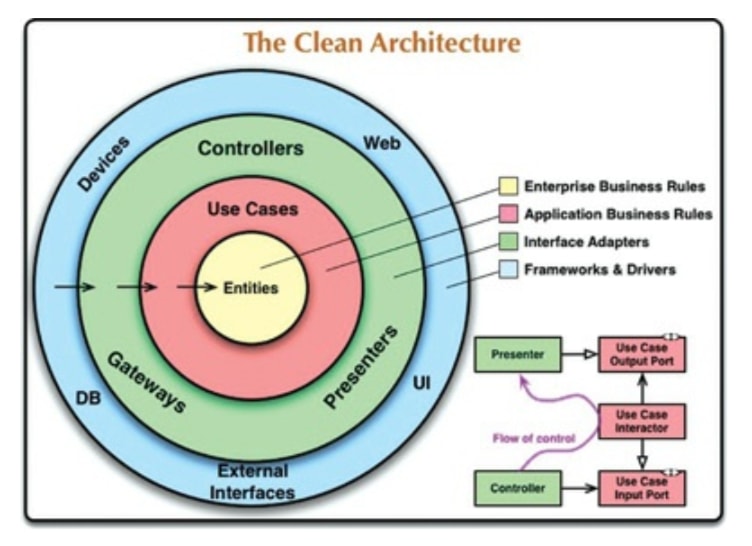 The Clean Architecture
Devices
Web
Controllers
Use Cases
Entities
Gateways
Presenters
DB
UI
External
Interfaces
Enterprise Business Rules
Application Business Rules
Interface Adapters
Frameworks & Drivers
Presenter
Use Case
Output Port
<I>
Flow of control
Use Case
Interactor
Controller
Use Case
Input Port
<I>